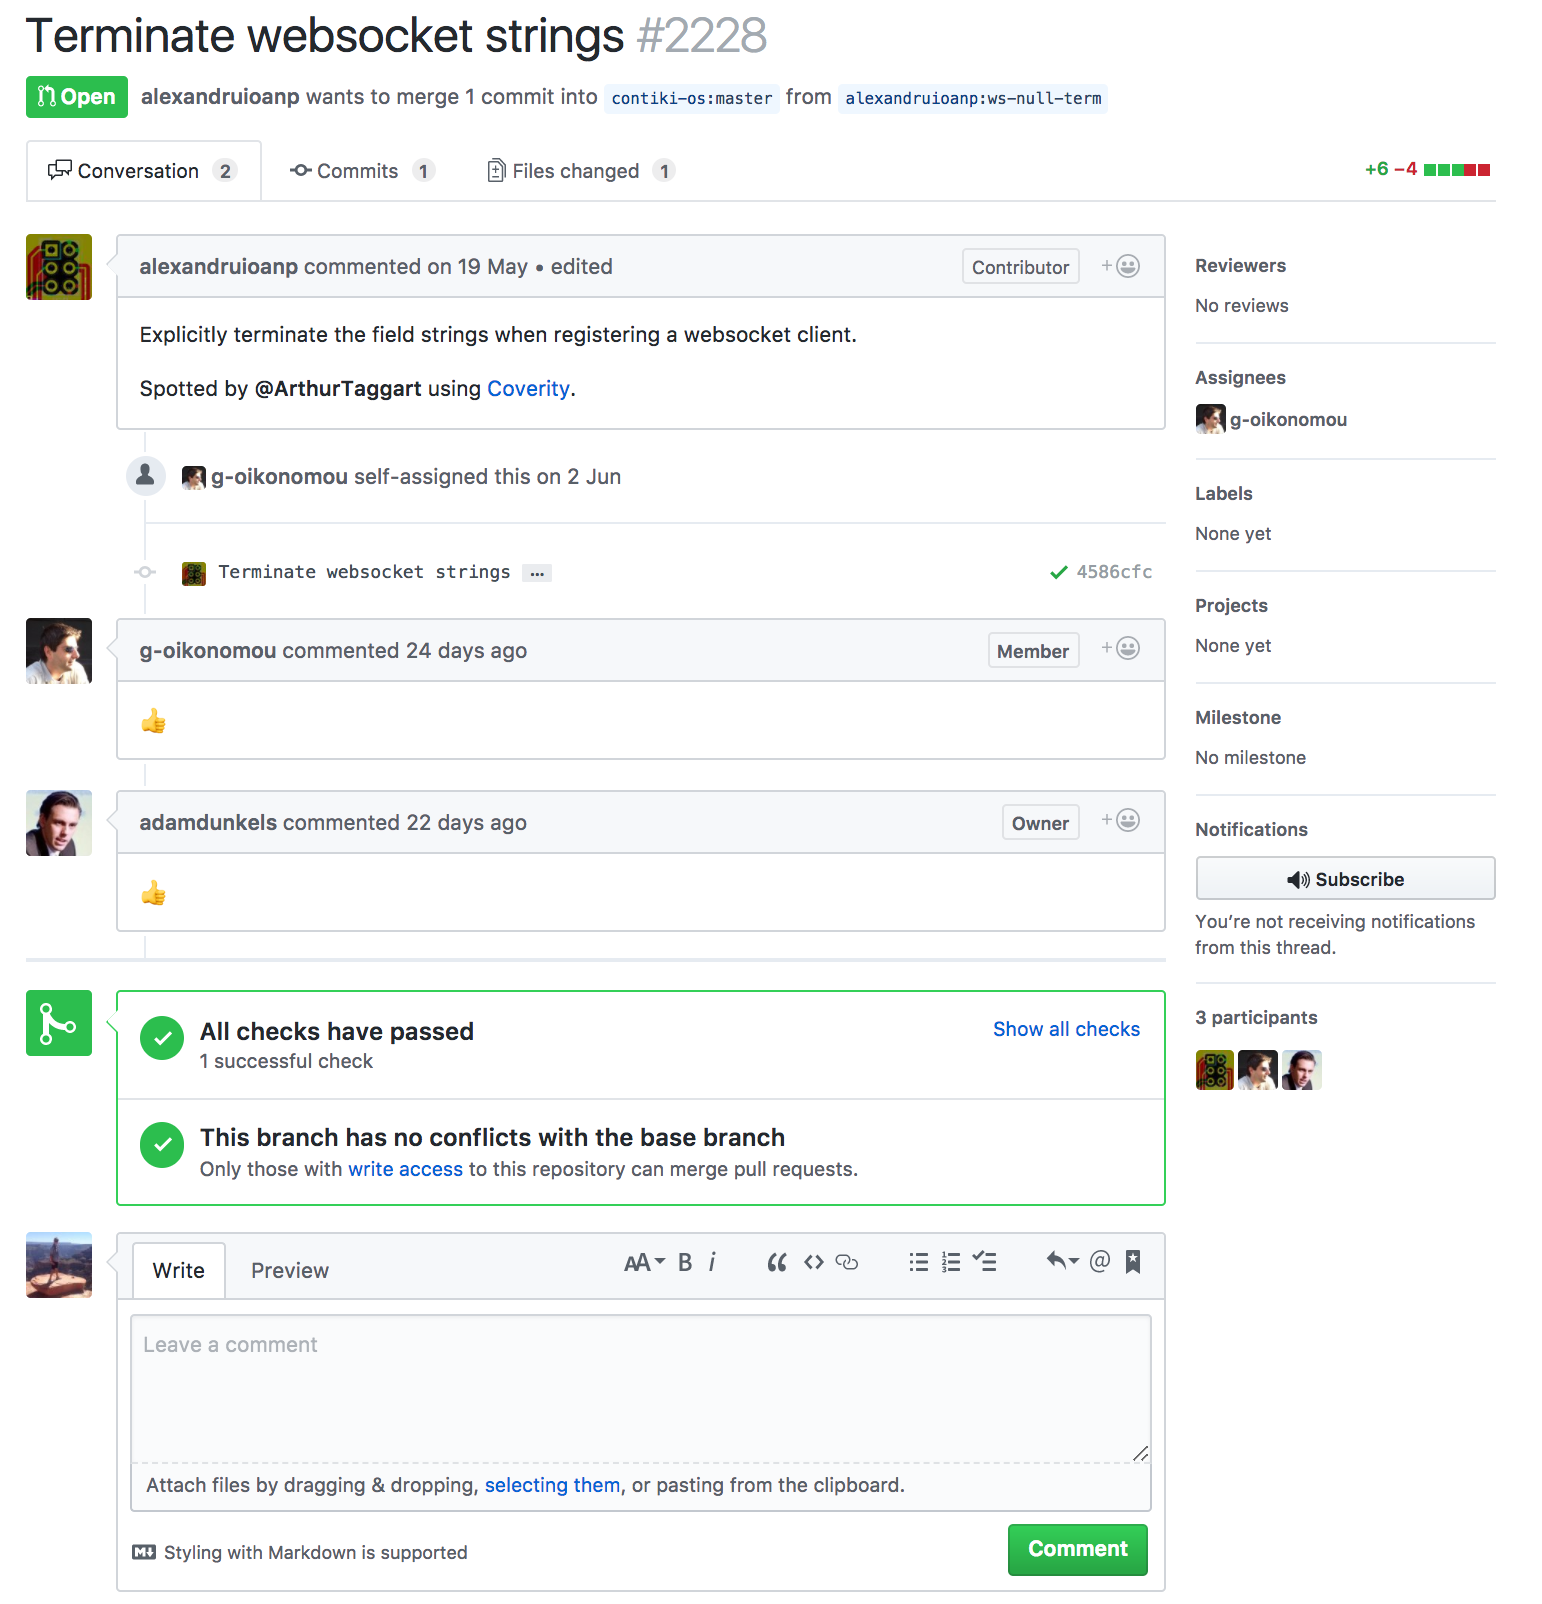 Terminate websocket strings #2228
Open alexandruioanp wants to merge 1 commit into contiki-os:master from alexandruioanp:ws-null-term
Conversation 2 Commits 1 Files changed 1 +6 −4
alexandruioanp commented on 19 May • edited Contributor +
Explicitly terminate the field strings when registering a websocket client.
Spotted by @ArthurTaggart using Coverity.
g-oikonomou self-assigned this on 2 Jun
Terminate websocket strings … 4586cfc
g-oikonomou commented 24 days ago Member +
👍
adamdunkels commented 22 days ago Owner +
👍
All checks have passed Show all checks
1 successful check
This branch has no conflicts with the base branch
Only those with write access to this repository can merge pull requests.
Write Preview AA B i “ <> @
Leave a comment
Attach files by dragging & dropping, selecting them, or pasting from the clipboard.
M↓ Styling with Markdown is supported
Comment
Reviewers
No reviews
Assignees
g-oikonomou
Labels
None yet
Projects
None yet
Milestone
No milestone
Notifications
Subscribe
You’re not receiving notifications
from this thread.
3 participants